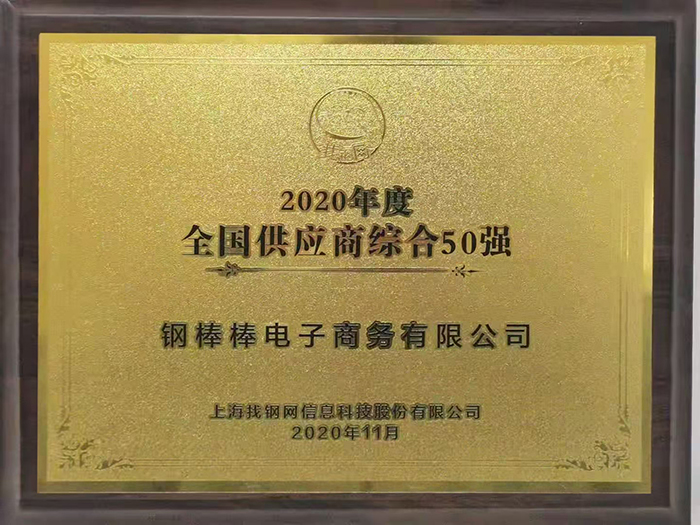 2020年度
全国供应商综合50强
钢棒棒电子商务有限公司
上海找钢网信息科技股份有限公司
2020年11月